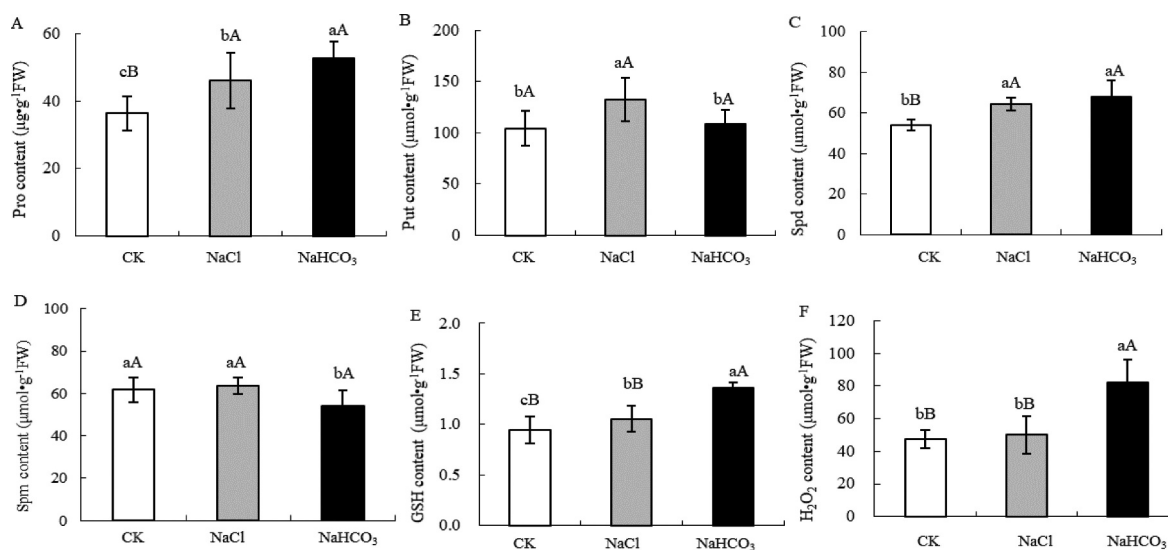 A
Pro content (µg•g⁻¹FW)
60
40
20
0
cB
bA
aA
CK
NaCl
NaHCO₃
B
Put content (µmol•g⁻¹FW)
200
150
100
50
0
bA
aA
bA
CK
NaCl
NaHCO₃
C
Spd content (µmol•g⁻¹FW)
100
80
60
40
20
0
bB
aA
aA
CK
NaCl
NaHCO₃
D
Spm content (µmol•g⁻¹FW)
100
80
60
40
20
0
aA
aA
bA
CK
NaCl
NaHCO₃
E
GSH content (µmol•g⁻¹FW)
2.0
1.5
1.0
0.5
0.0
cB
bB
aA
CK
NaCl
NaHCO₃
F
H₂O₂ content (µmol•g⁻¹FW)
120
100
80
60
40
20
0
bB
bB
aA
CK
NaCl
NaHCO₃